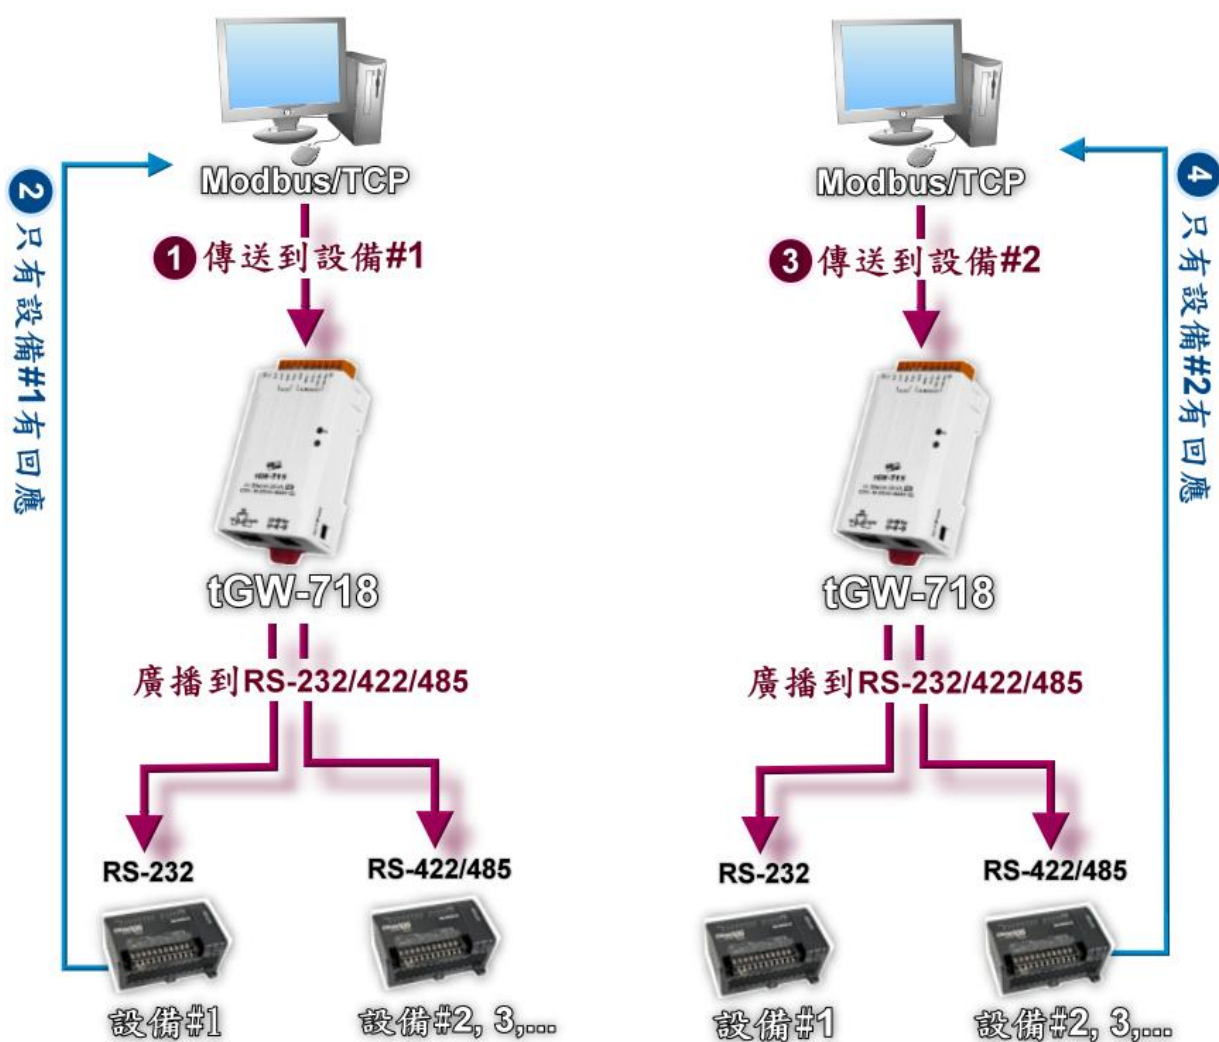 Modbus/TCP
1 傳送到設備#1
2 只有設備#1有回應
tGW-718
廣播到RS-232/422/485
RS-232
RS-422/485
設備#1
設備#2, 3,...
Modbus/TCP
3 傳送到設備#2
4 只有設備#2有回應
tGW-718
廣播到RS-232/422/485
RS-232
RS-422/485
設備#1
設備#2, 3,...